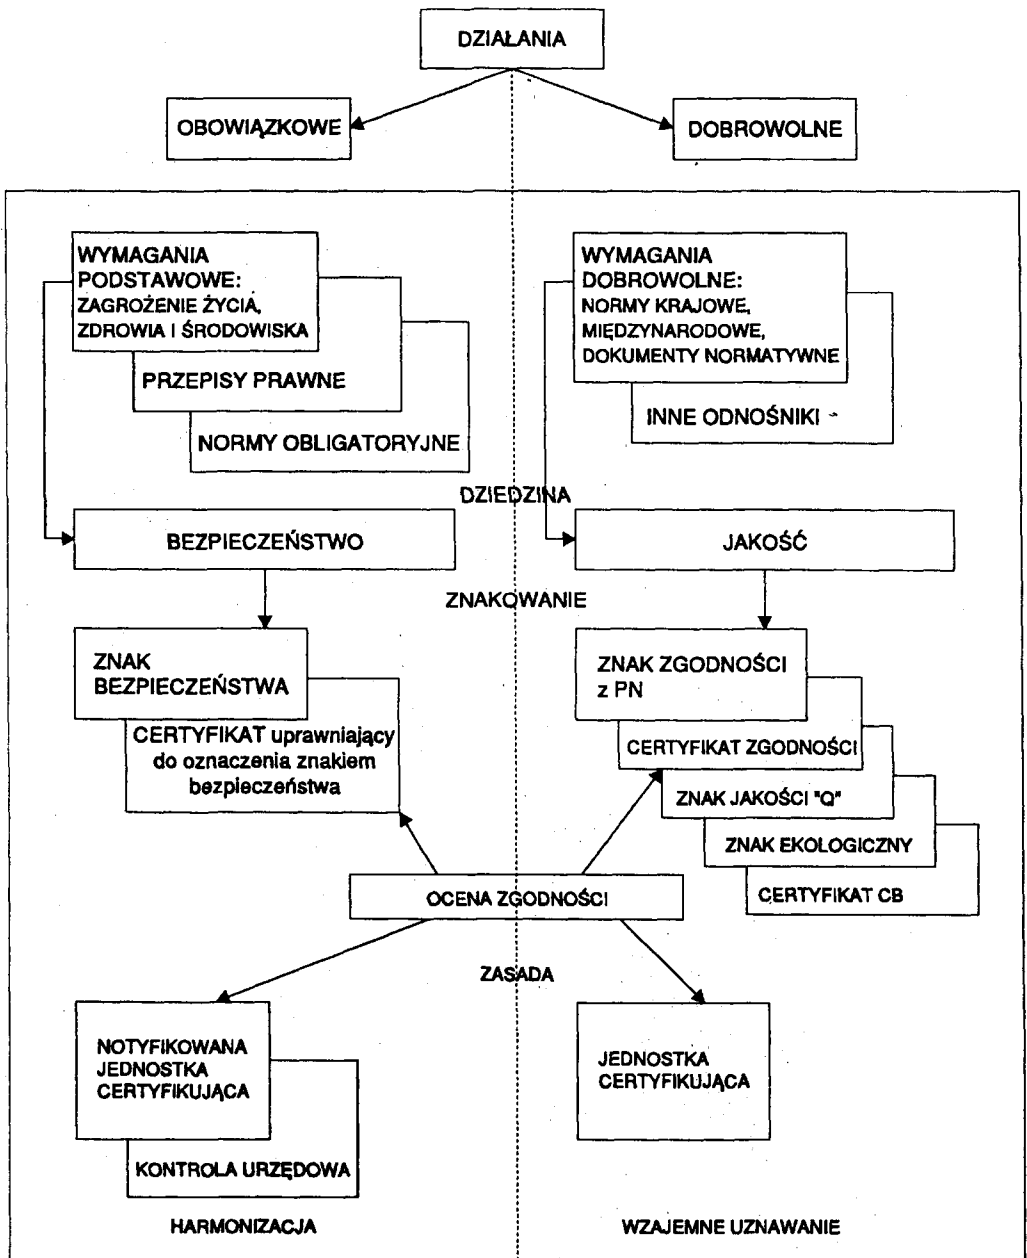 DZIAŁANIA
OBOWIĄZKOWE
DOBROWOLNE
WYMAGANIA
PODSTAWOWE:
ZAGROŻENIE ŻYCIA,
ZDROWIA I ŚRODOWISKA
PRZEPISY PRAWNE
NORMY OBLIGATORYJNE
WYMAGANIA
DOBROWOLNE:
NORMY KRAJOWE,
MIĘDZYNARODOWE,
DOKUMENTY NORMATYWNE
INNE ODNOŚNIKI
DZIEDZINA
BEZPIECZEŃSTWO
JAKOŚĆ
ZNAKOWANIE
ZNAK
BEZPIECZEŃSTWA
CERTYFIKAT uprawniający
do oznaczenia znakiem
bezpieczeństwa
ZNAK ZGODNOŚCI
z PN
CERTYFIKAT ZGODNOŚCI
ZNAK JAKOŚCI "Q"
ZNAK EKOLOGICZNY
CERTYFIKAT CB
OCENA ZGODNOŚCI
ZASADA
NOTYFIKOWANA
JEDNOSTKA
CERTYFIKUJĄCA
KONTROLA URZĘDOWA
JEDNOSTKA
CERTYFIKUJĄCA
HARMONIZACJA
WZAJEMNE UZNAWANIE